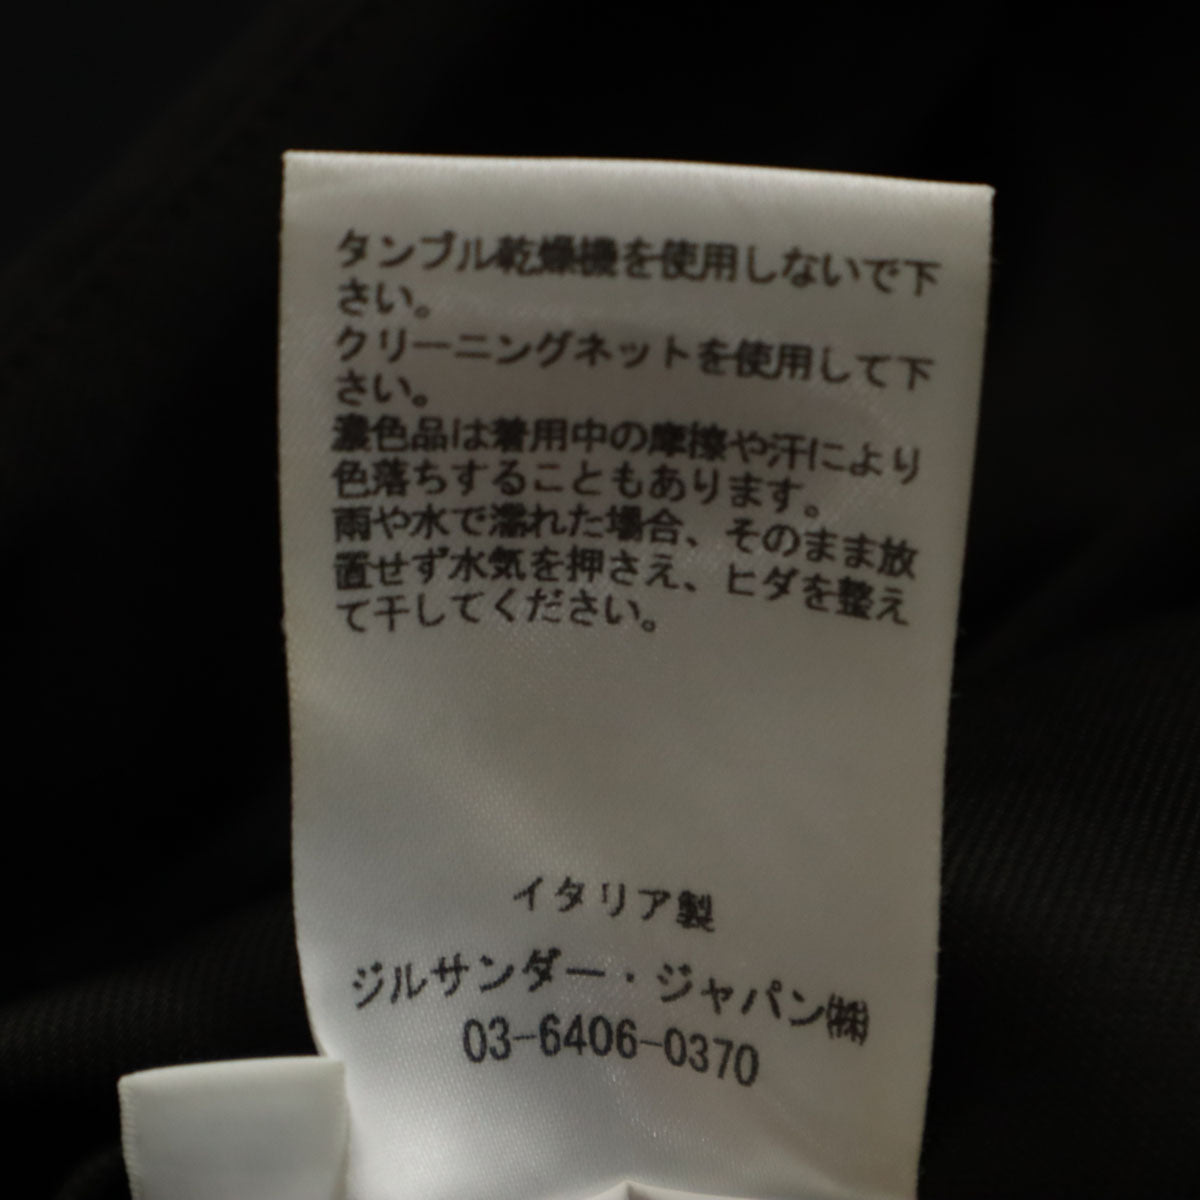 タンブル乾燥機を使用しないで下
さい。
クリーニングネットを使用して下
さい。
濃色品は着用中の摩擦や汗により
色落ちすることもあります。
雨や水で濡れた場合、そのまま放
置せず水気を押さえ、ヒダを整え
て干してください。
イタリア製
ジルサンダー・ジャパン㈱
03-6406-0370